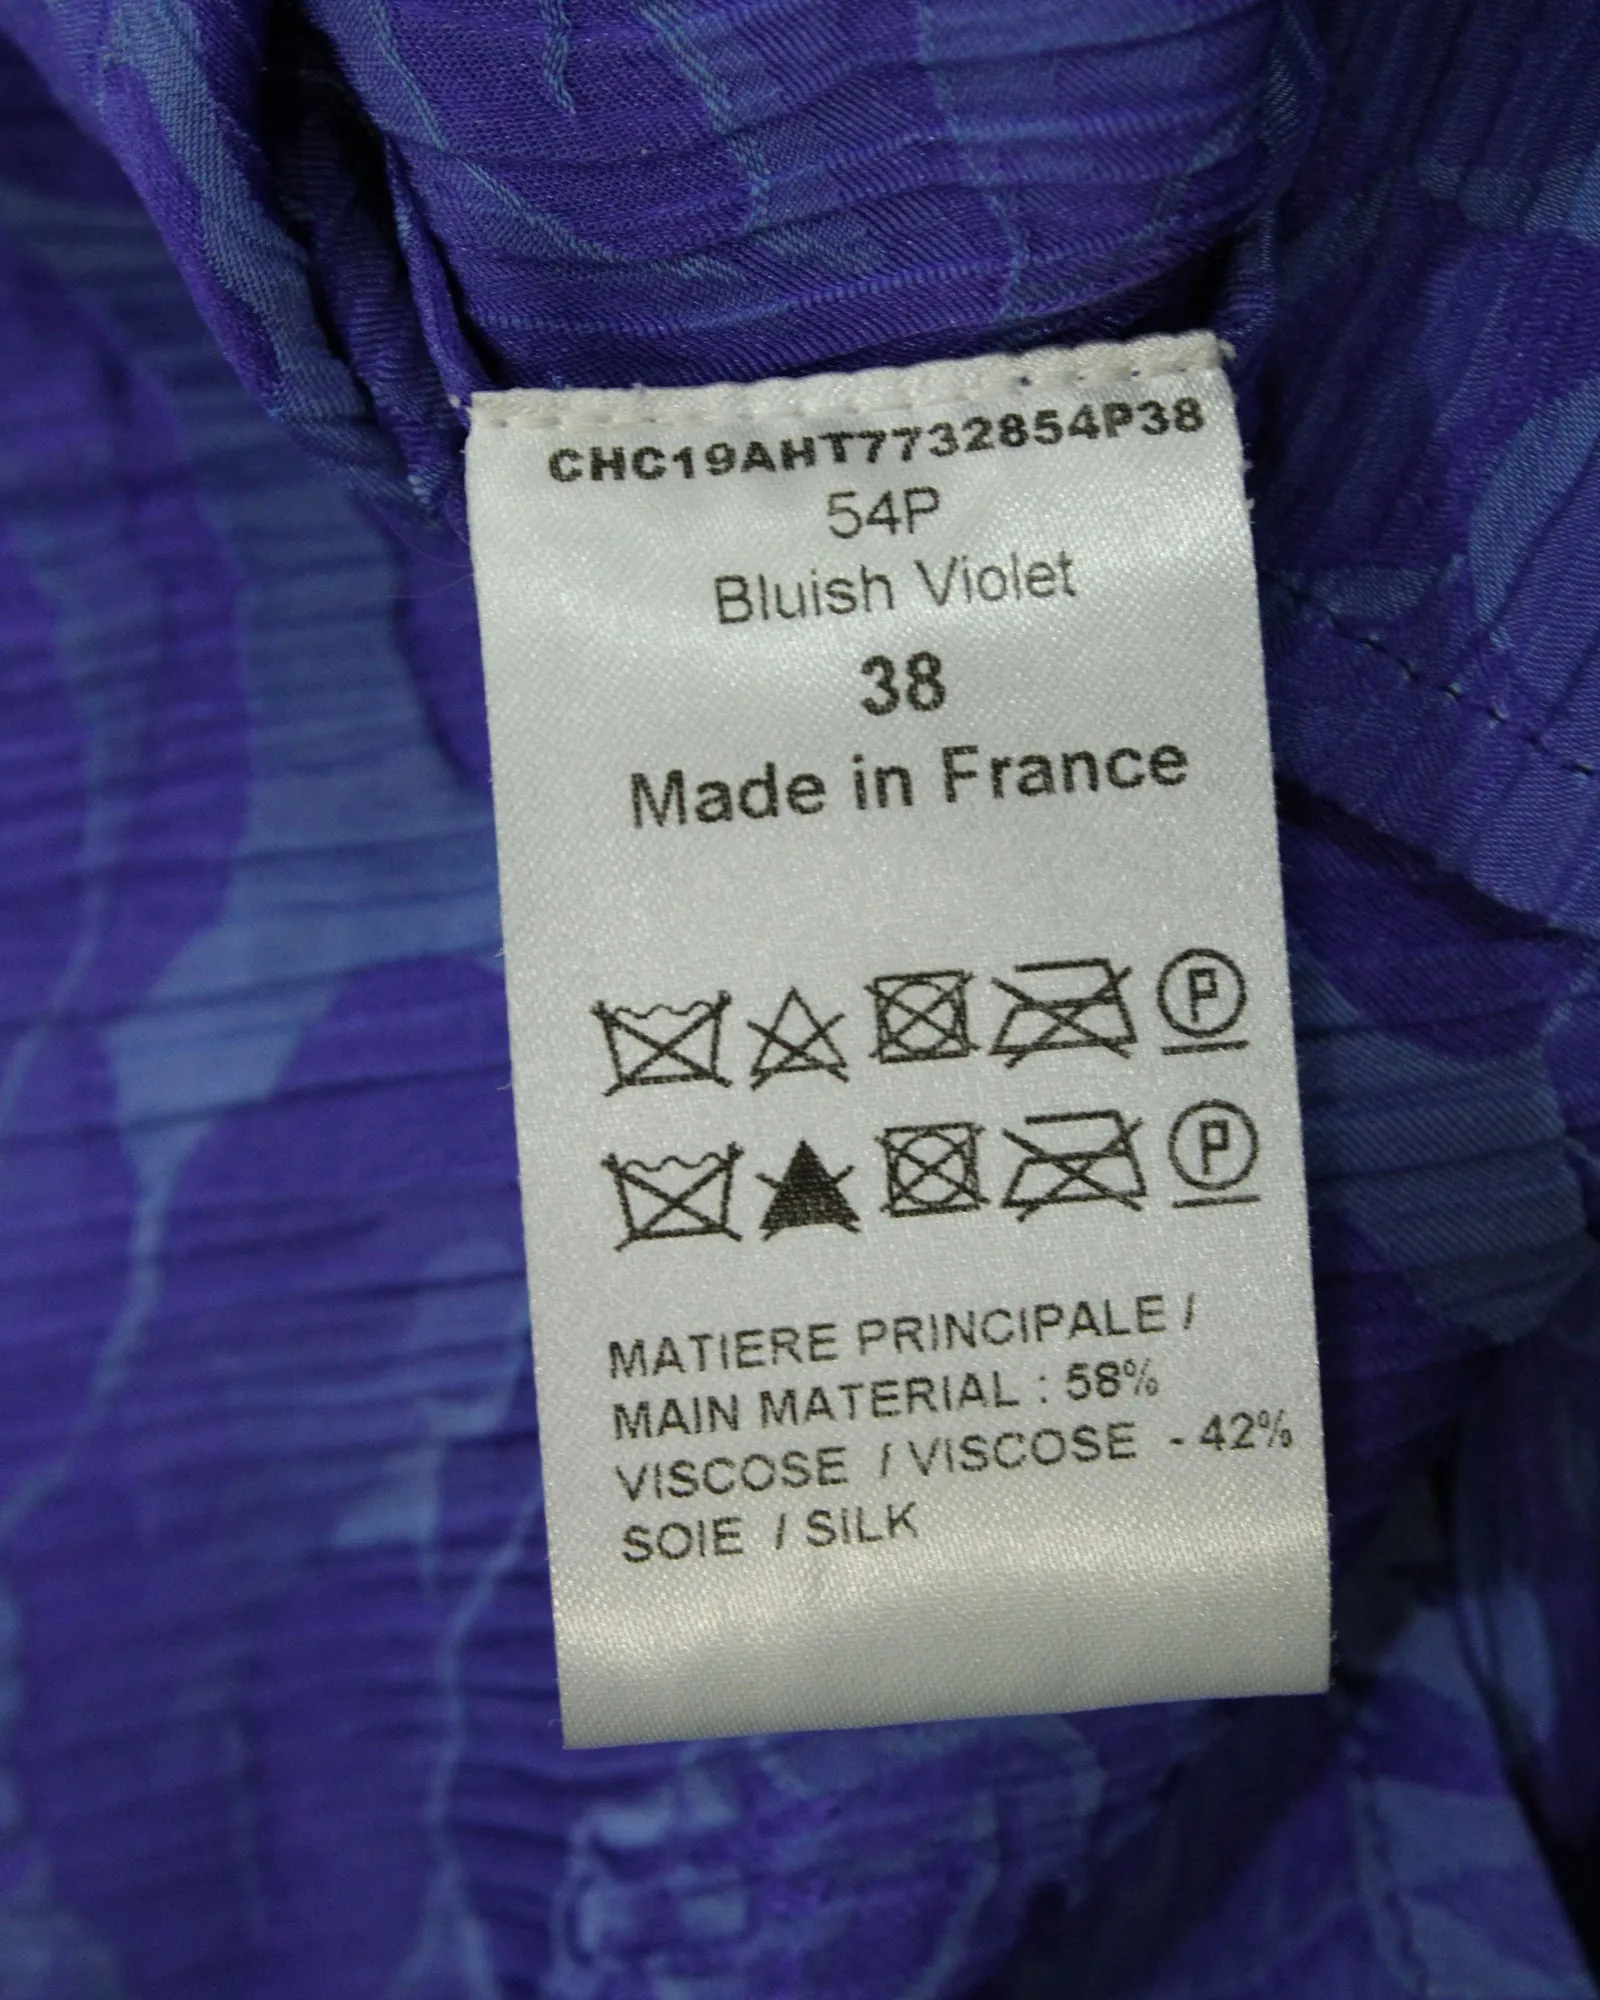 CHC19AHT7732854P38
54P
Bluish Violet
38
Made in France
P
P
MATIERE PRINCIPALE /
MAIN MATERIAL : 58%
VISCOSE / VISCOSE - 42%
SOIE / SILK